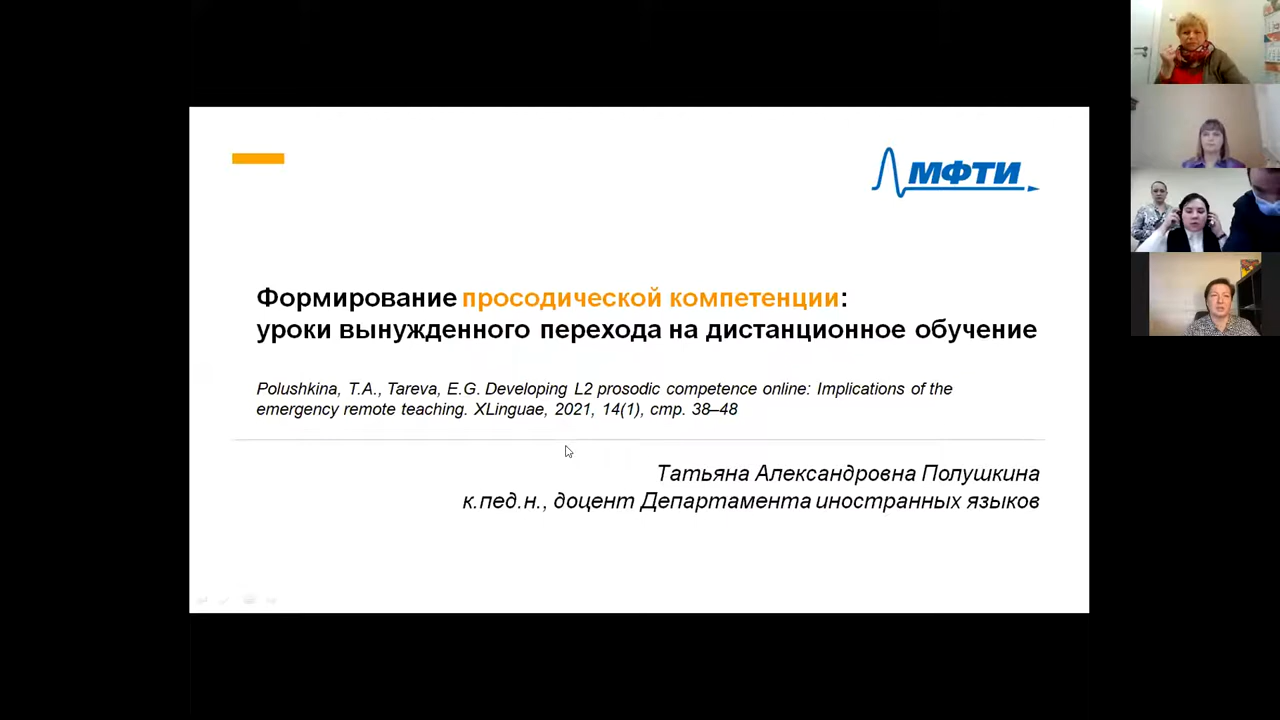 МФТИ
Формирование просодической компетенции:
уроки вынужденного перехода на дистанционное обучение
Polushkina, T.A., Tareva, E.G. Developing L2 prosodic competence online: Implications of the
emergency remote teaching. XLinguae, 2021, 14(1), стр. 38–48
Татьяна Александровна Полушкина
к.пед.н., доцент Департамента иностранных языков